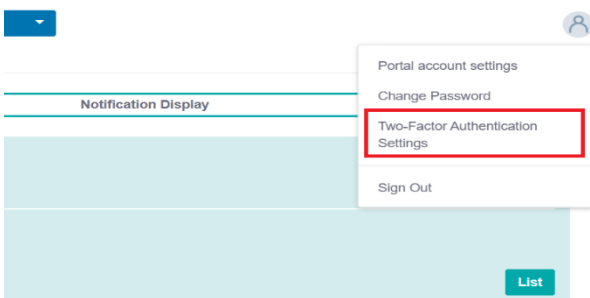 Portal account settings
Change Password
Notification Display
Two-Factor Authentication
Settings
Sign Out
List